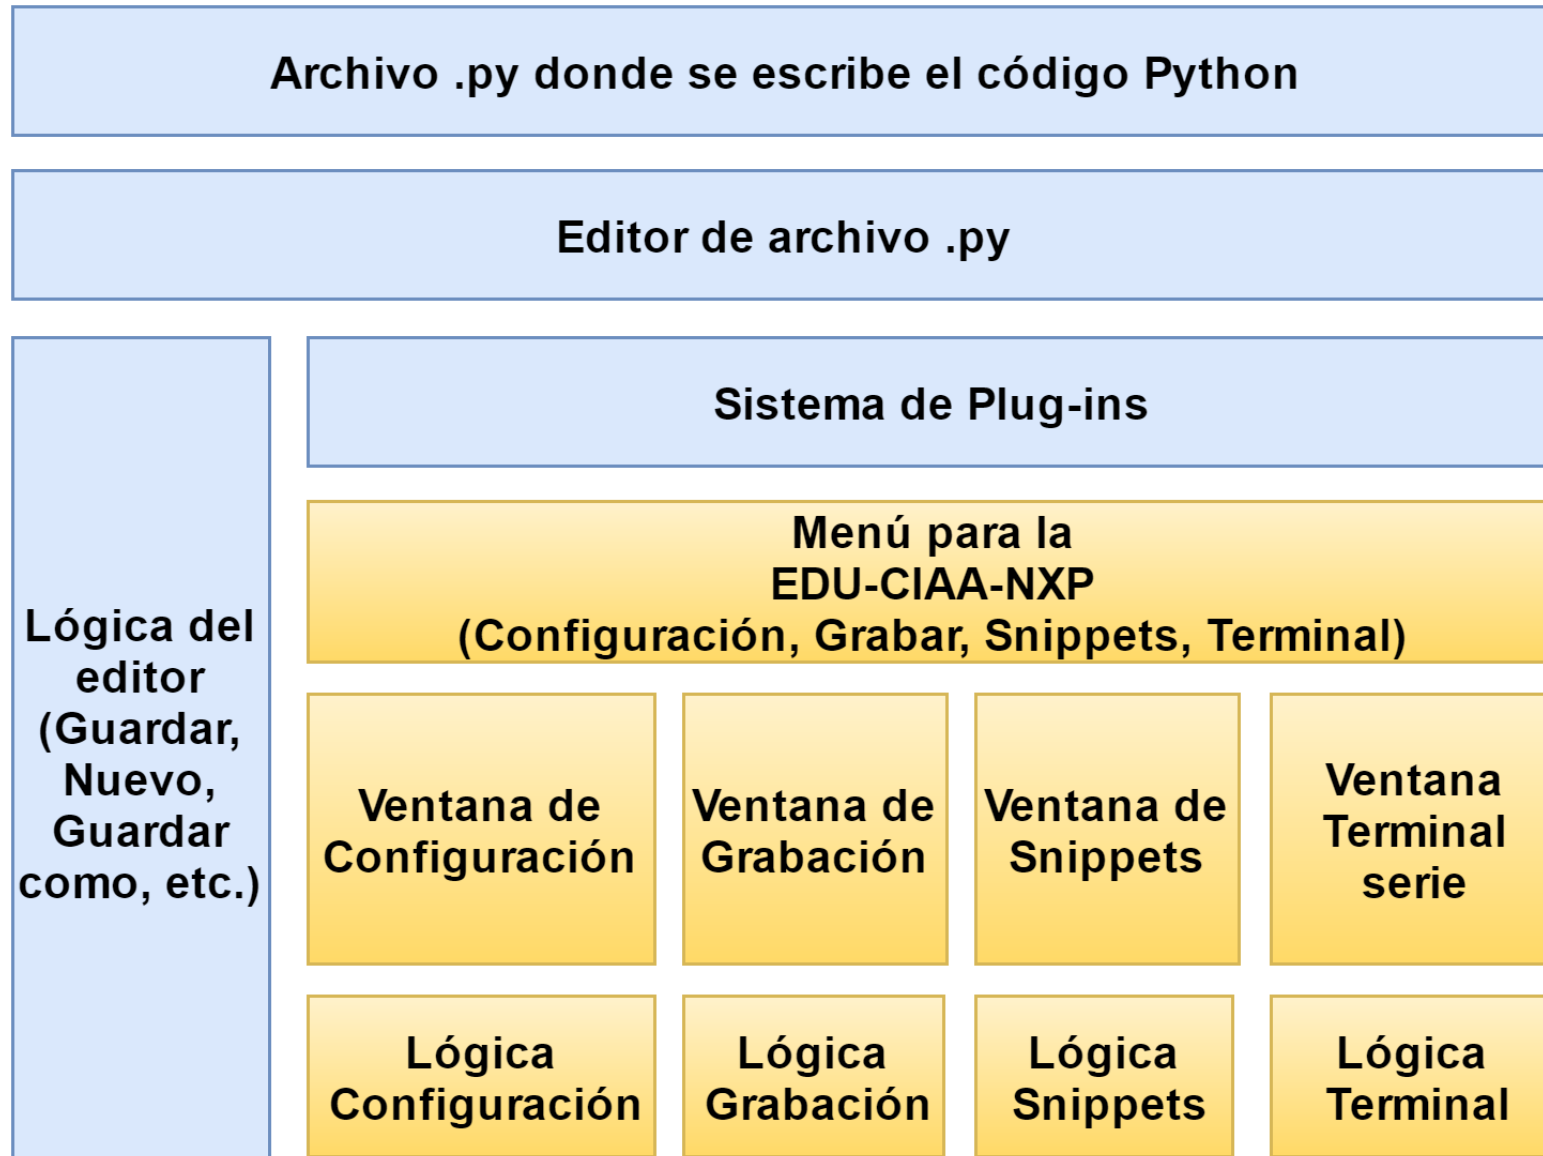 Archivo .py donde se escribe el código Python
Editor de archivo .py
Sistema de Plug-ins
Menú para la
EDU-CIAA-NXP
(Configuración, Grabar, Snippets, Terminal)
Lógica del
editor
(Guardar,
Nuevo,
Guardar
como, etc.)
Ventana de
Configuración
Ventana de
Grabación
Ventana de
Snippets
Ventana
Terminal
serie
Lógica
Configuración
Lógica
Grabación
Lógica
Snippets
Lógica
Terminal